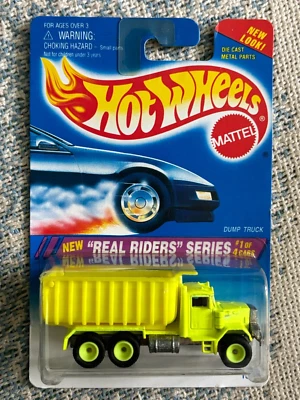 FOR AGES OVER 3
WARNING:
CHOKING HAZARD - Small parts
Not for children under 3 years
NEW LOOK!
DIE CAST
METAL PARTS
HOT WHEELS
MATTEL
DUMP TRUCK
NEW "REAL RIDERS" SERIES #1 of 4 CARS